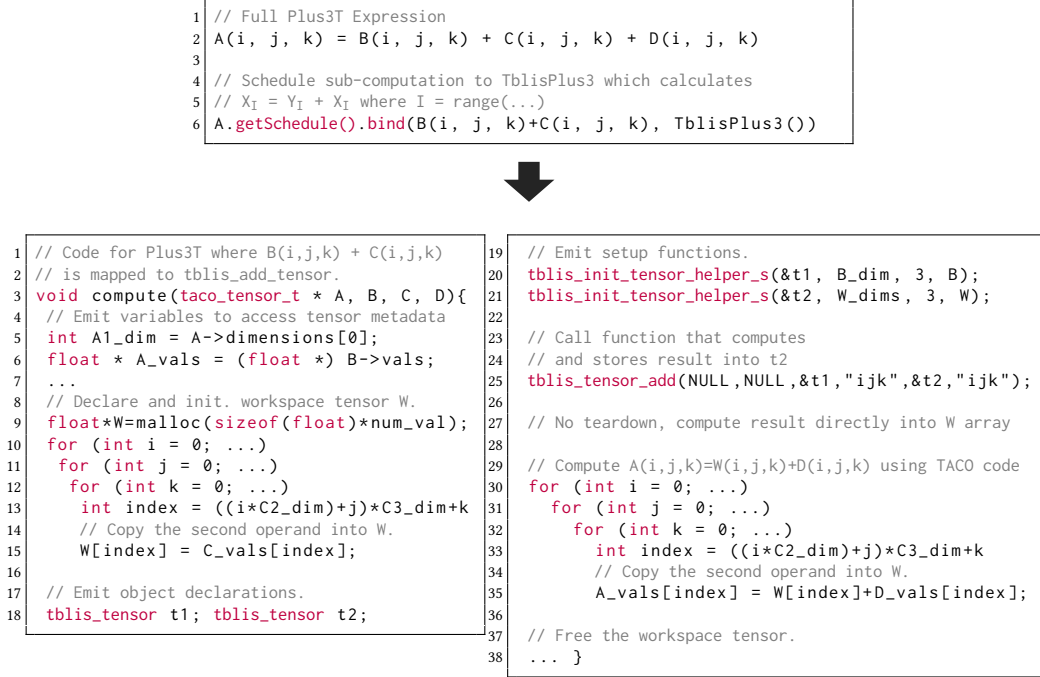 1 // Full Plus3T Expression
2 A(i, j, k) = B(i, j, k) + C(i, j, k) + D(i, j, k)
3
4 // Schedule sub-computation to TblisPlus3 which calculates
5 // X_I = Y_I + X_I where I = range(...)
6 A.getSchedule().bind(B(i, j, k)+C(i, j, k), TblisPlus3())
1 // Code for Plus3T where B(i,j,k) + C(i,j,k)
2 // is mapped to tblis_add_tensor.
3 void compute(taco_tensor_t * A, B, C, D){
4 // Emit variables to access tensor metadata
5 int A1_dim = A->dimensions[0];
6 float * A_vals = (float *) B->vals;
7 ...
8 // Declare and init. workspace tensor W.
9 float*W=malloc(sizeof(float)*num_val);
10 for (int i = 0; ...)
11 for (int j = 0; ...)
12 for (int k = 0; ...)
13 int index = ((i*C2_dim)+j)*C3_dim+k
14 // Copy the second operand into W.
15 W[index] = C_vals[index];
16
17 // Emit object declarations.
18 tblis_tensor t1; tblis_tensor t2;
19 // Emit setup functions.
20 tblis_init_tensor_helper_s(&t1, B_dim, 3, B);
21 tblis_init_tensor_helper_s(&t2, W_dims, 3, W);
22
23 // Call function that computes
24 // and stores result into t2
25 tblis_tensor_add(NULL,NULL,&t1,"ijk",&t2,"ijk");
26
27 // No teardown, compute result directly into W array
28
29 // Compute A(i,j,k)=W(i,j,k)+D(i,j,k) using TACO code
30 for (int i = 0; ...)
31 for (int j = 0; ...)
32 for (int k = 0; ...)
33 int index = ((i*C2_dim)+j)*C3_dim+k
34 // Copy the second operand into W.
35 A_vals[index] = W[index]+D_vals[index];
36
37 // Free the workspace tensor.
38 ... }